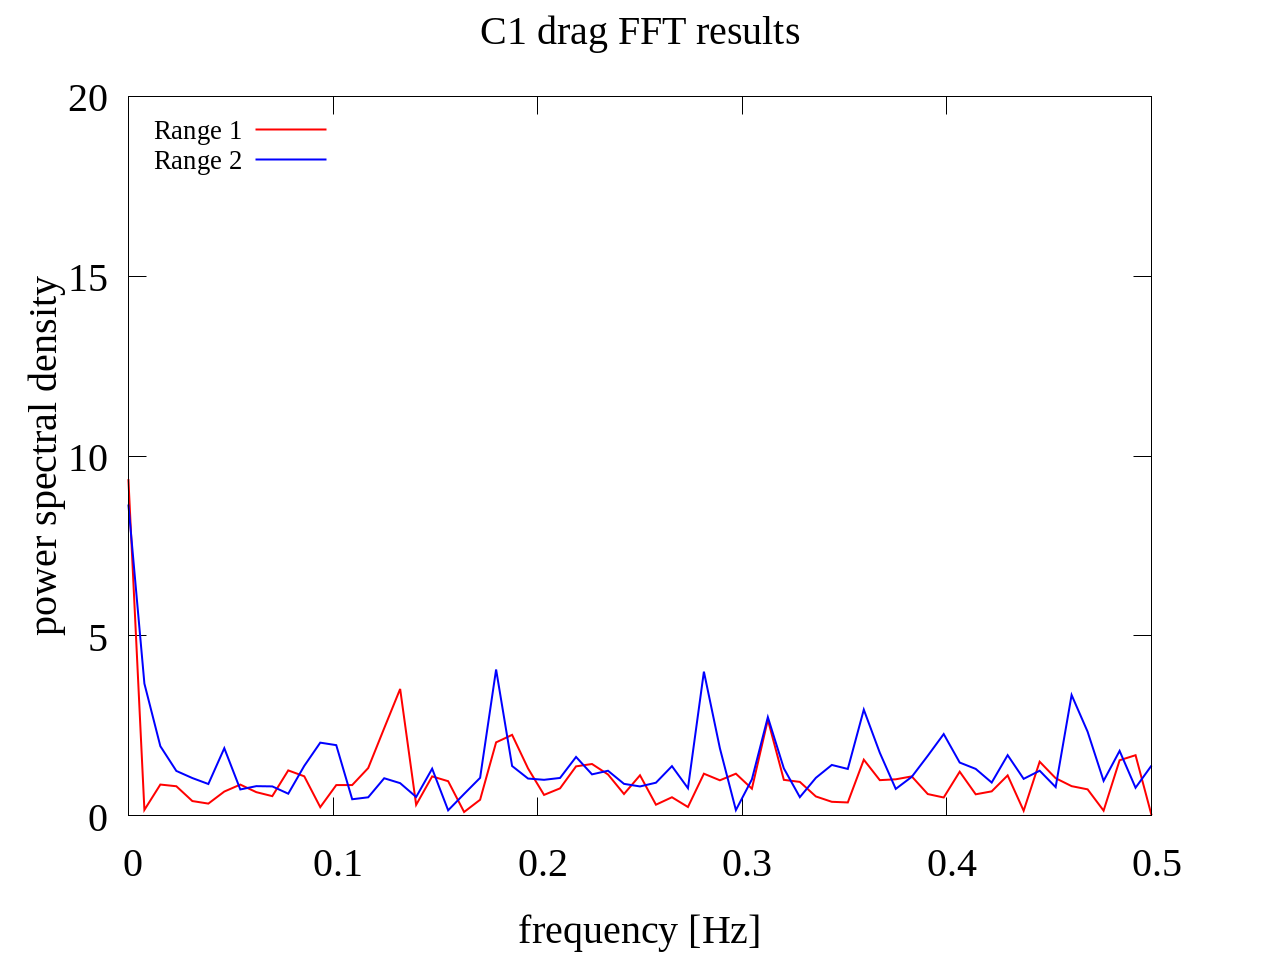 C1 drag FFT results
20
Range 1
Range 2
15
10
5
0
power spectral density
0 0.1 0.2 0.3 0.4 0.5
frequency [Hz]